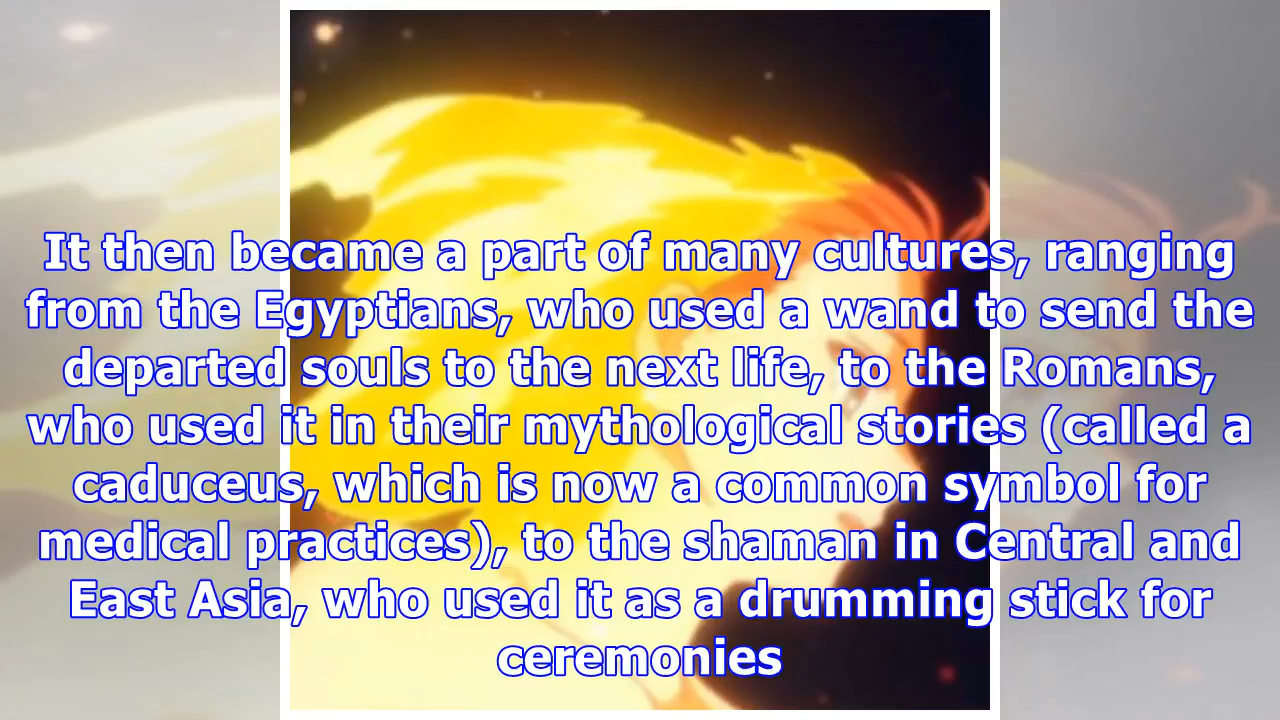 It then became a part of many cultures, ranging
from the Egyptians, who used a wand to send the
departed souls to the next life, to the Romans,
who used it in their mythological stories (called a
caduceus, which is now a common symbol for
medical practices), to the shaman in Central and
East Asia, who used it as a drumming stick for
ceremonies